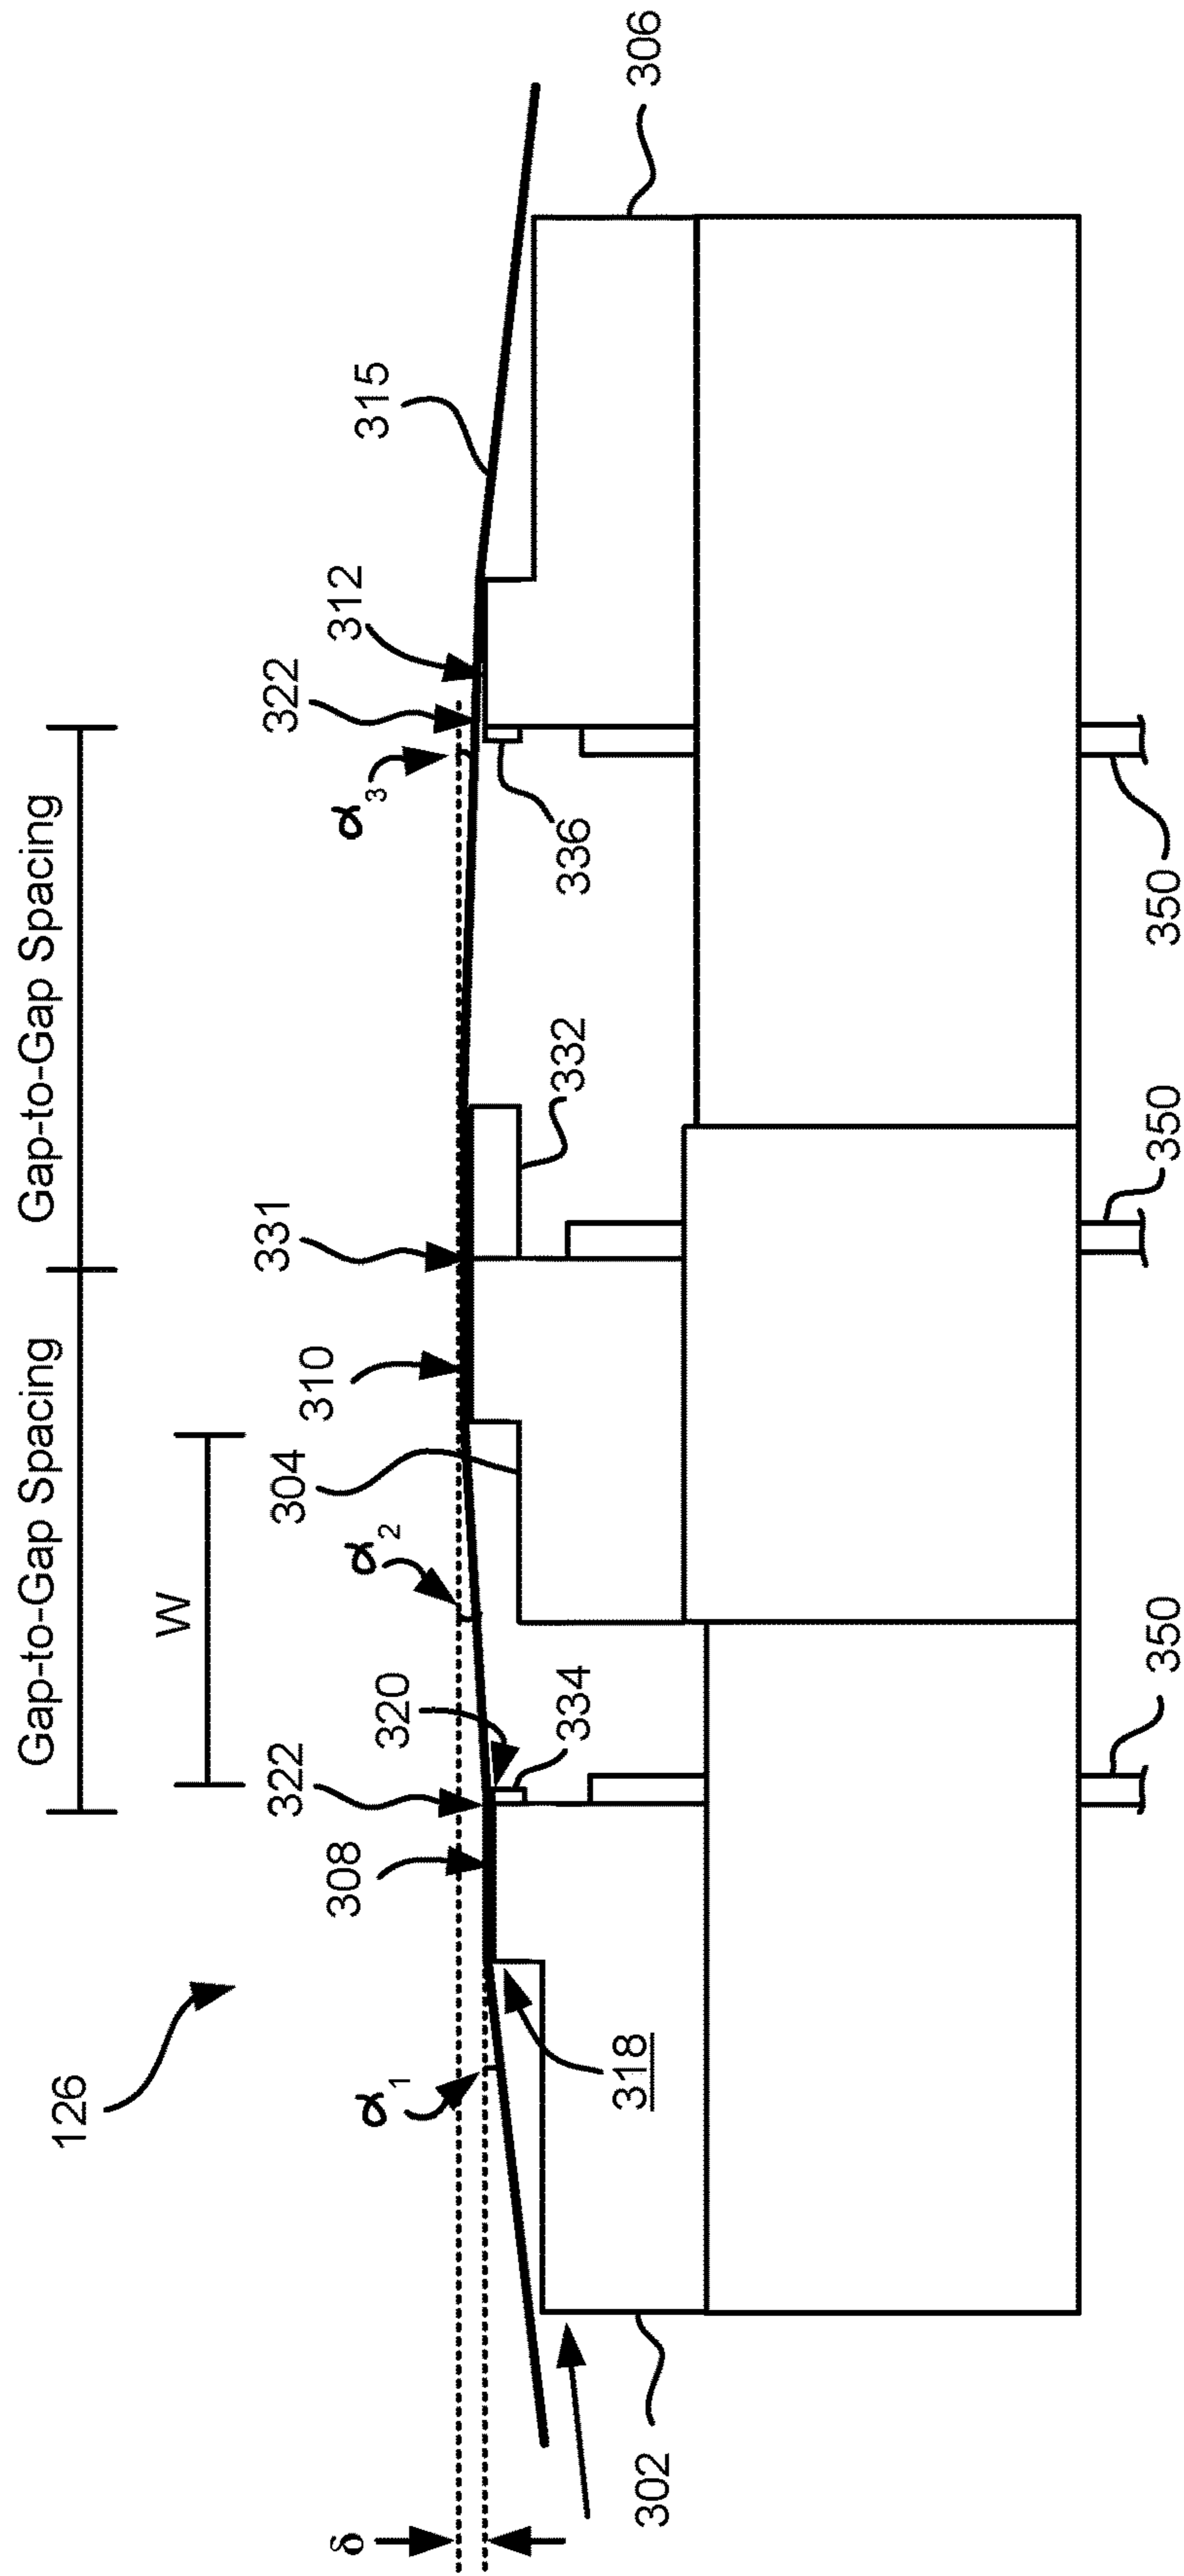 Gap-to-Gap Spacing
Gap-to-Gap Spacing
W
126
δ
α1
α2
α3
308
322
320
334
304
310
331
332
322
312
336
315
306
318
302
350
350
350